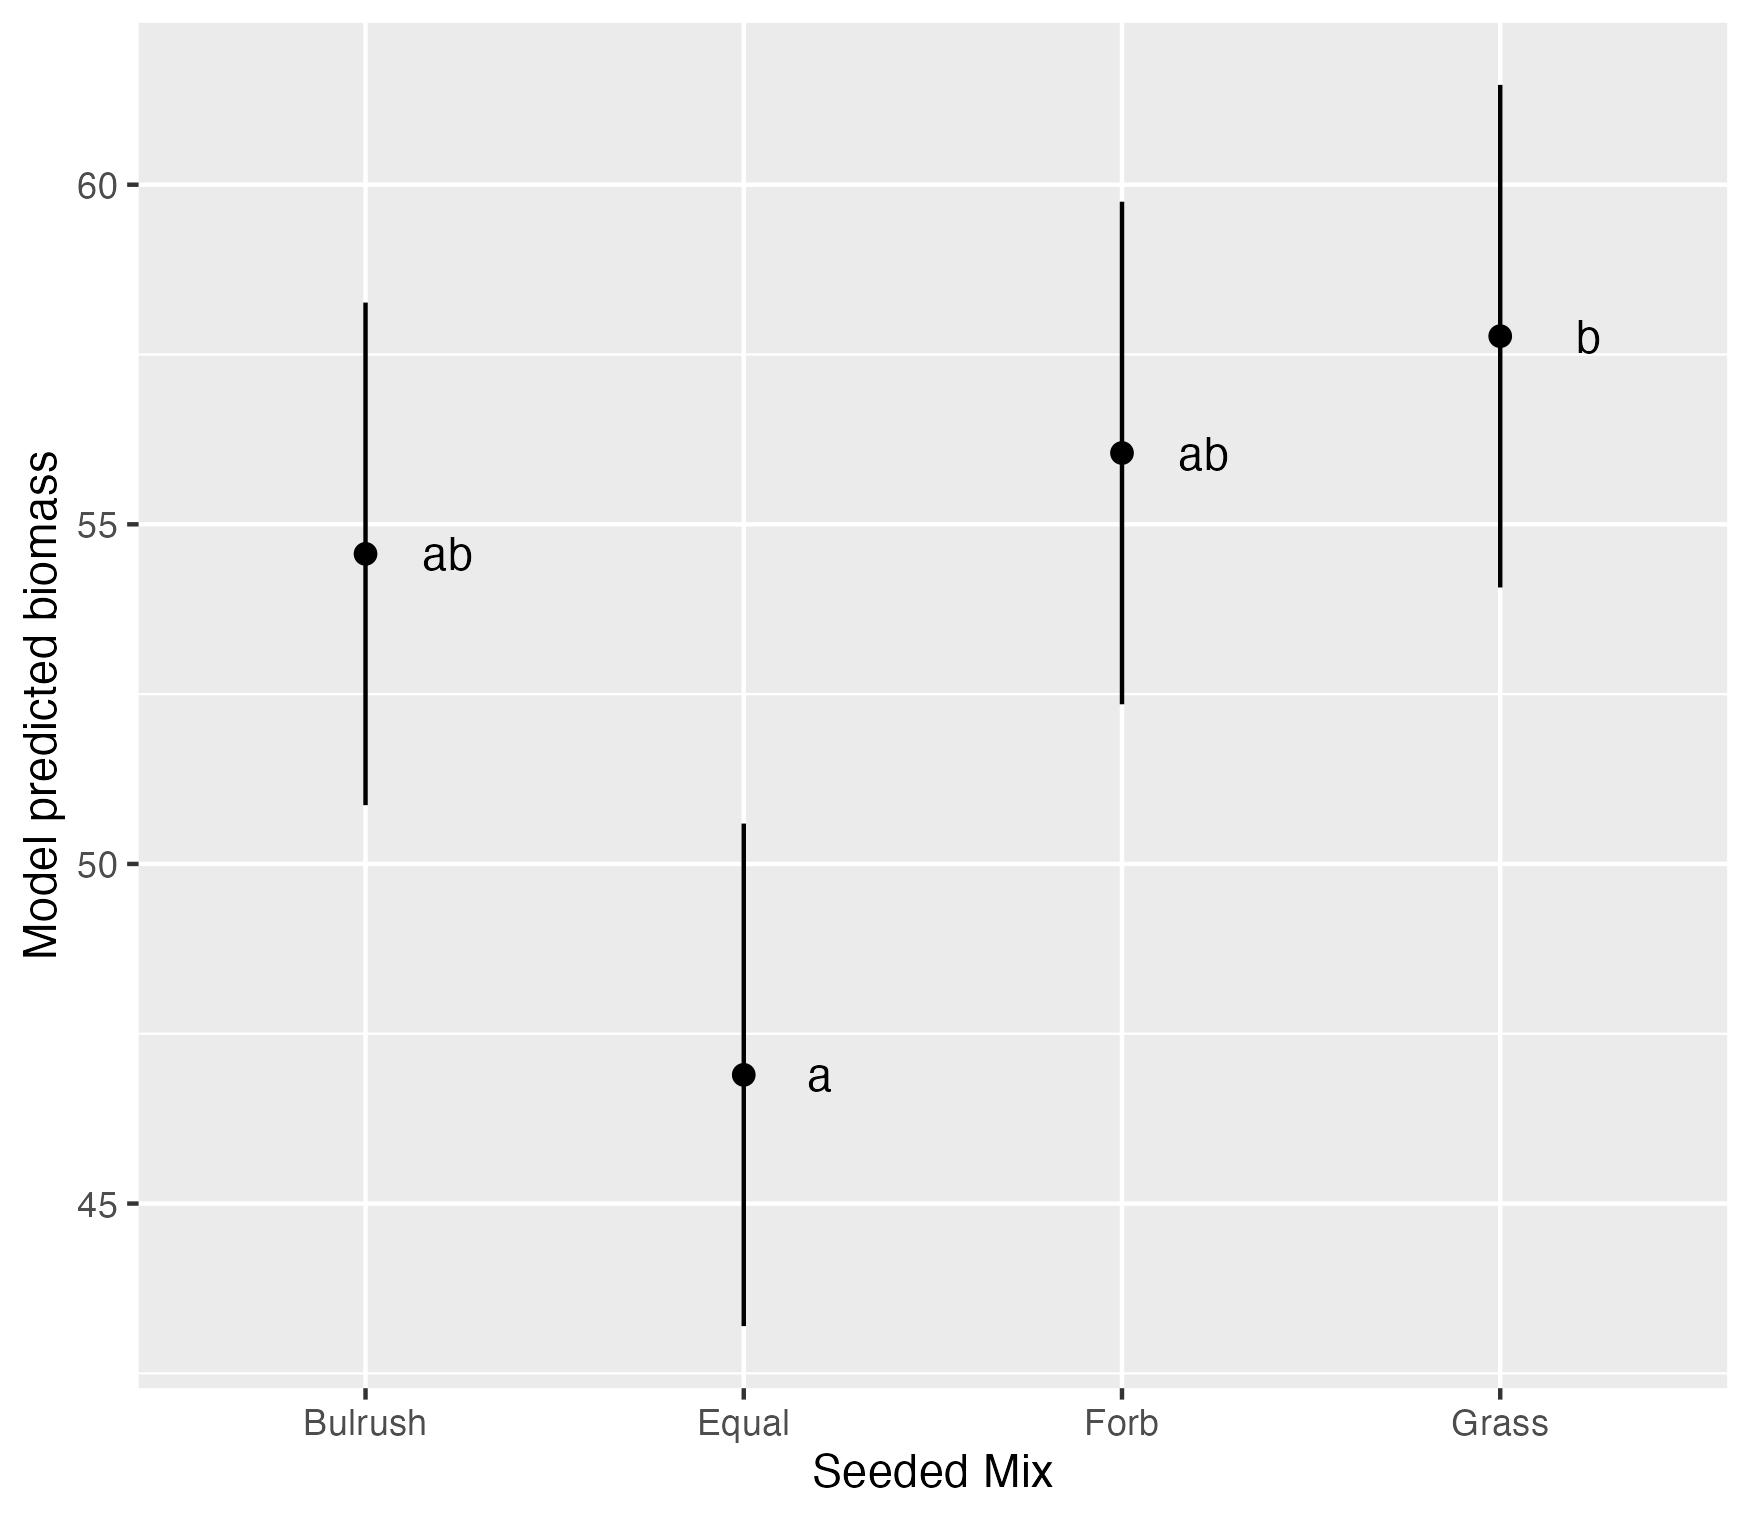 Model predicted biomass
60
55
50
45
ab
a
ab
b
Bulrush Equal Forb Grass
Seeded Mix